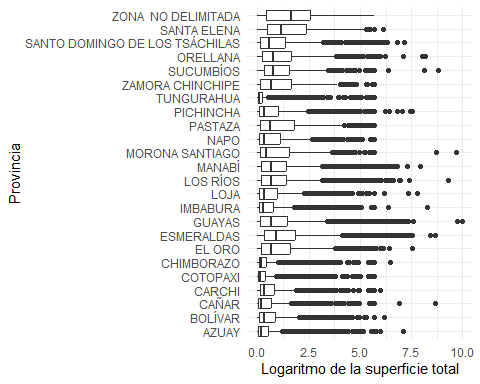 ZONA  NO DELIMITADA
SANTA ELENA
SANTO DOMINGO DE LOS TSÁCHILAS
ORELLANA
SUCUMBÍOS
ZAMORA CHINCHIPE
TUNGURAHUA
PICHINCHA
PASTAZA
NAPO
MORONA SANTIAGO
MANABÍ
LOS RÍOS
LOJA
IMBABURA
GUAYAS
ESMERALDAS
EL ORO
CHIMBORAZO
COTOPAXI
CARCHI
CAÑAR
BOLÍVAR
AZUAY
Provincia
0.0 2.5 5.0 7.5 10.0
Logaritmo de la superficie total